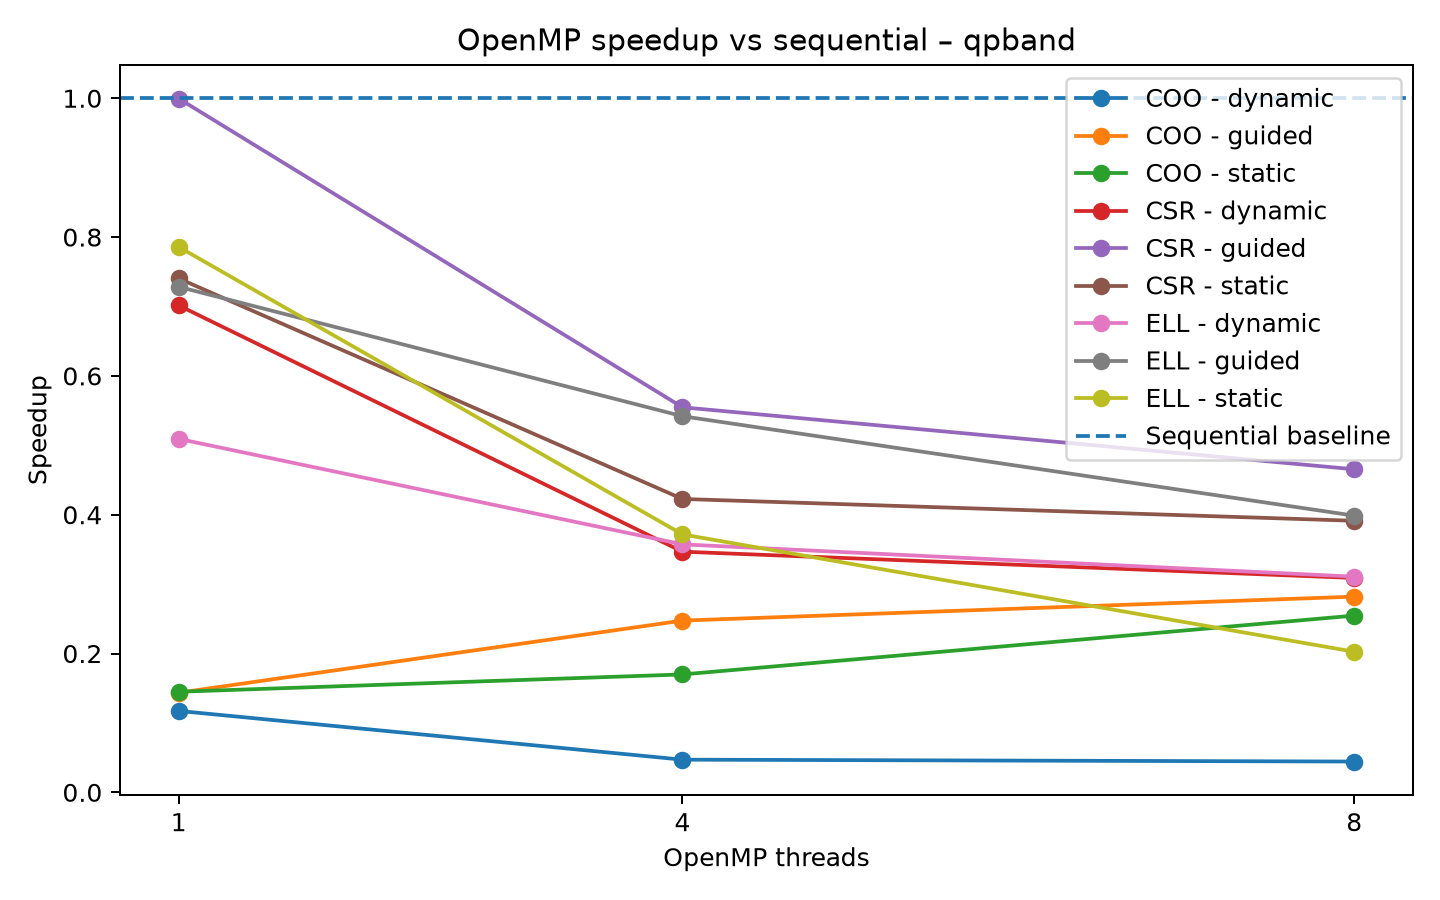 OpenMP speedup vs sequential – qpband
Speedup
1.0
0.8
0.6
0.4
0.2
0.0
COO - dynamic
COO - guided
COO - static
CSR - dynamic
CSR - guided
CSR - static
ELL - dynamic
ELL - guided
ELL - static
Sequential baseline
1 4 8
OpenMP threads